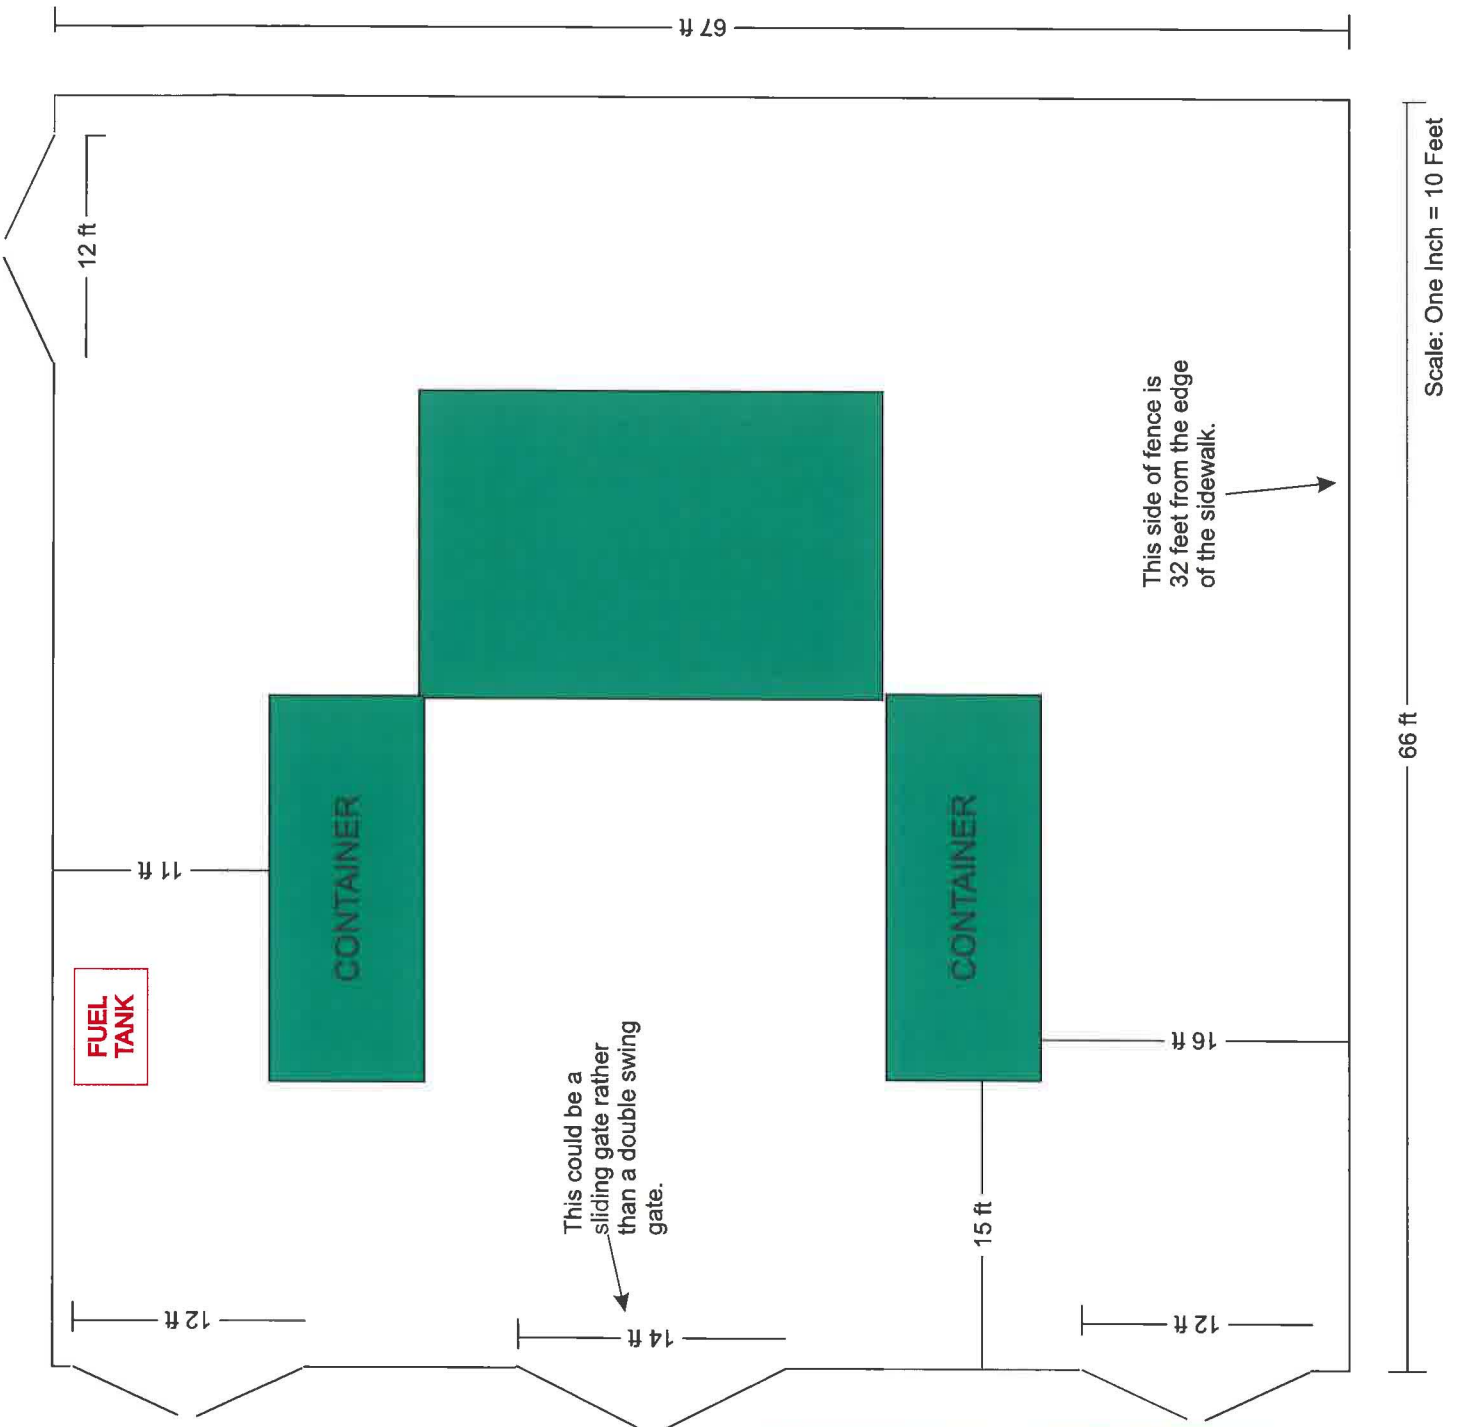 67 ft
12 ft
Scale: One Inch = 10 Feet
This side of fence is
32 feet from the edge
of the sidewalk.
66 ft
11 ft
CONTAINER
CONTAINER
FUEL
TANK
16 ft
This could be a
sliding gate rather
than a double swing
gate.
15 ft
12 ft
14 ft
12 ft